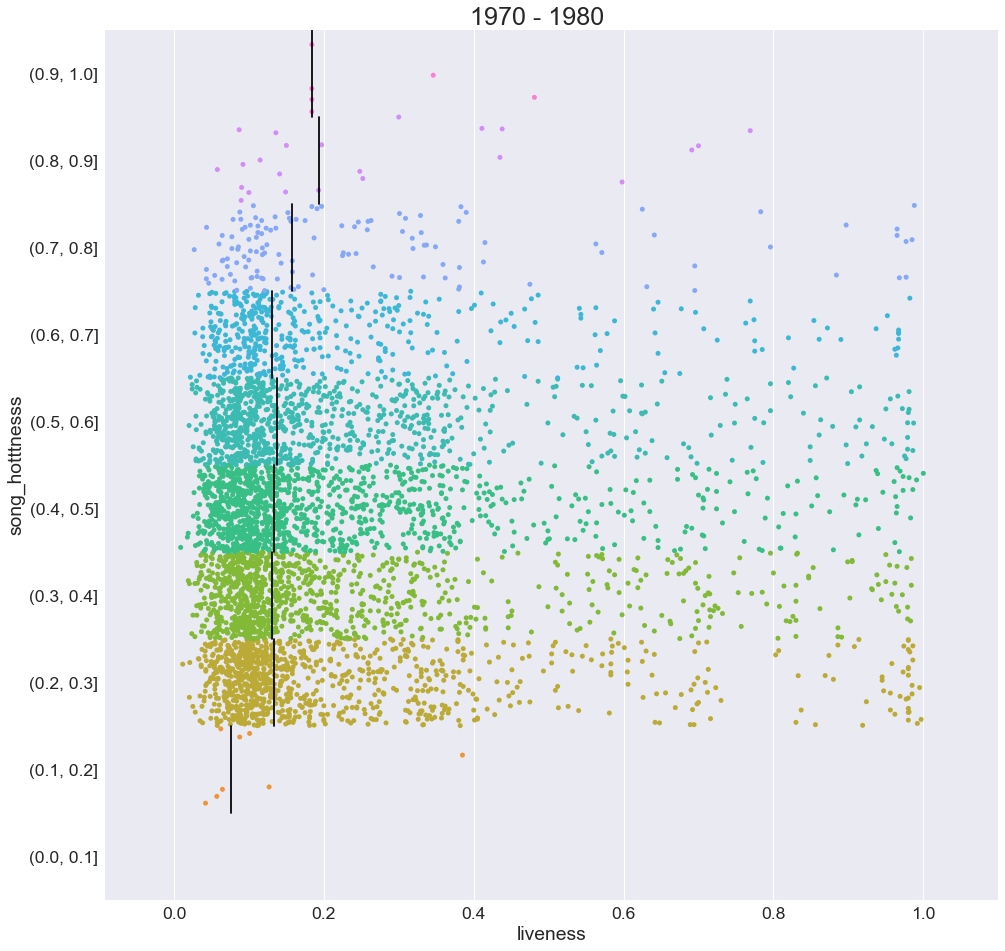 1970 - 1980
song_hotttnesss
(0.9, 1.0]
(0.8, 0.9]
(0.7, 0.8]
(0.6, 0.7]
(0.5, 0.6]
(0.4, 0.5]
(0.3, 0.4]
(0.2, 0.3]
(0.1, 0.2]
(0.0, 0.1]
0.0 0.2 0.4 0.6 0.8 1.0
liveness